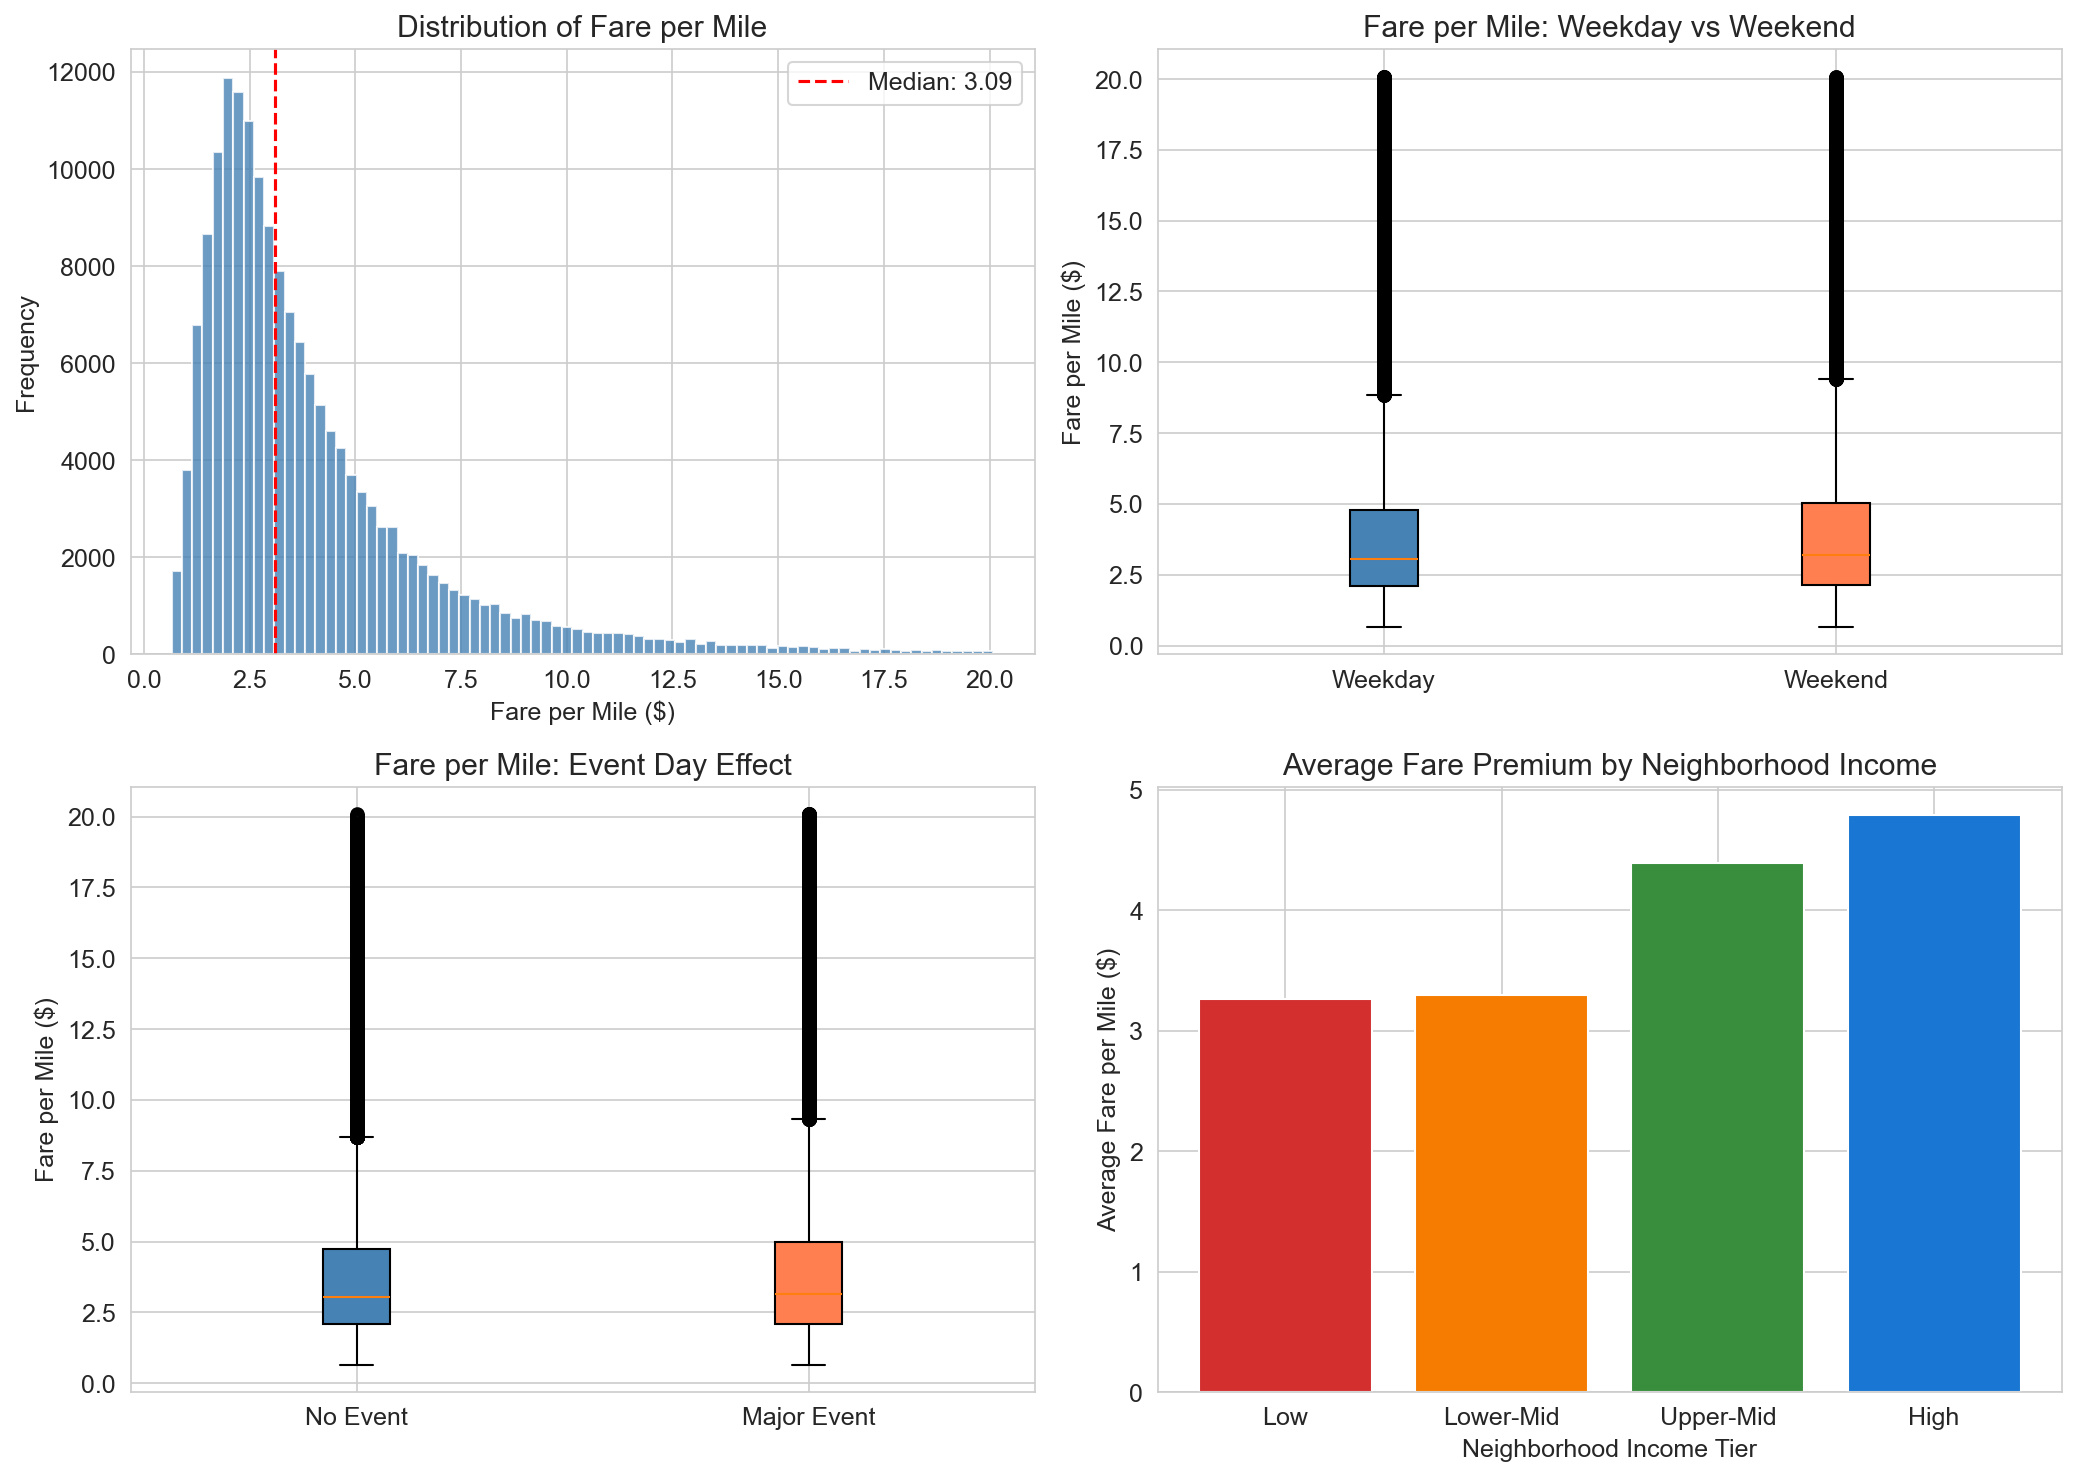 Distribution of Fare per Mile
Frequency
12000
10000
8000
6000
4000
2000
0
Median: 3.09
0.0 2.5 5.0 7.5 10.0 12.5 15.0 17.5 20.0
Fare per Mile ($)
Fare per Mile: Weekday vs Weekend
Fare per Mile ($)
20.0
17.5
15.0
12.5
10.0
7.5
5.0
2.5
0.0
Weekday Weekend
Fare per Mile: Event Day Effect
Fare per Mile ($)
20.0
17.5
15.0
12.5
10.0
7.5
5.0
2.5
0.0
No Event Major Event
Average Fare Premium by Neighborhood Income
Average Fare per Mile ($)
5
4
3
2
1
0
Low Lower-Mid Upper-Mid High
Neighborhood Income Tier